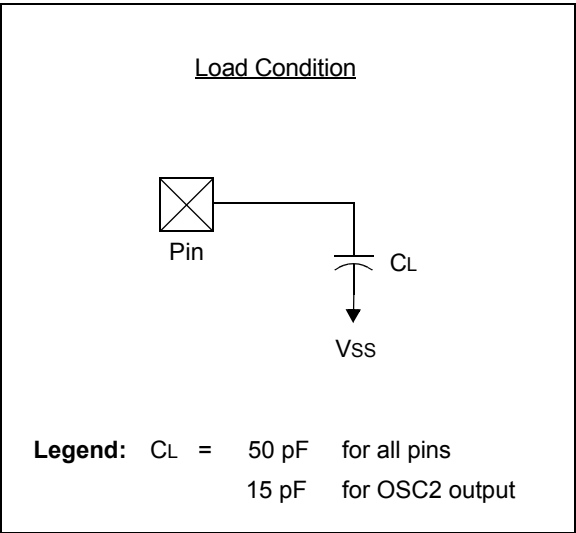 Load Condition
Pin
CL
VSS
Legend: CL = 50 pF for all pins
15 pF for OSC2 output